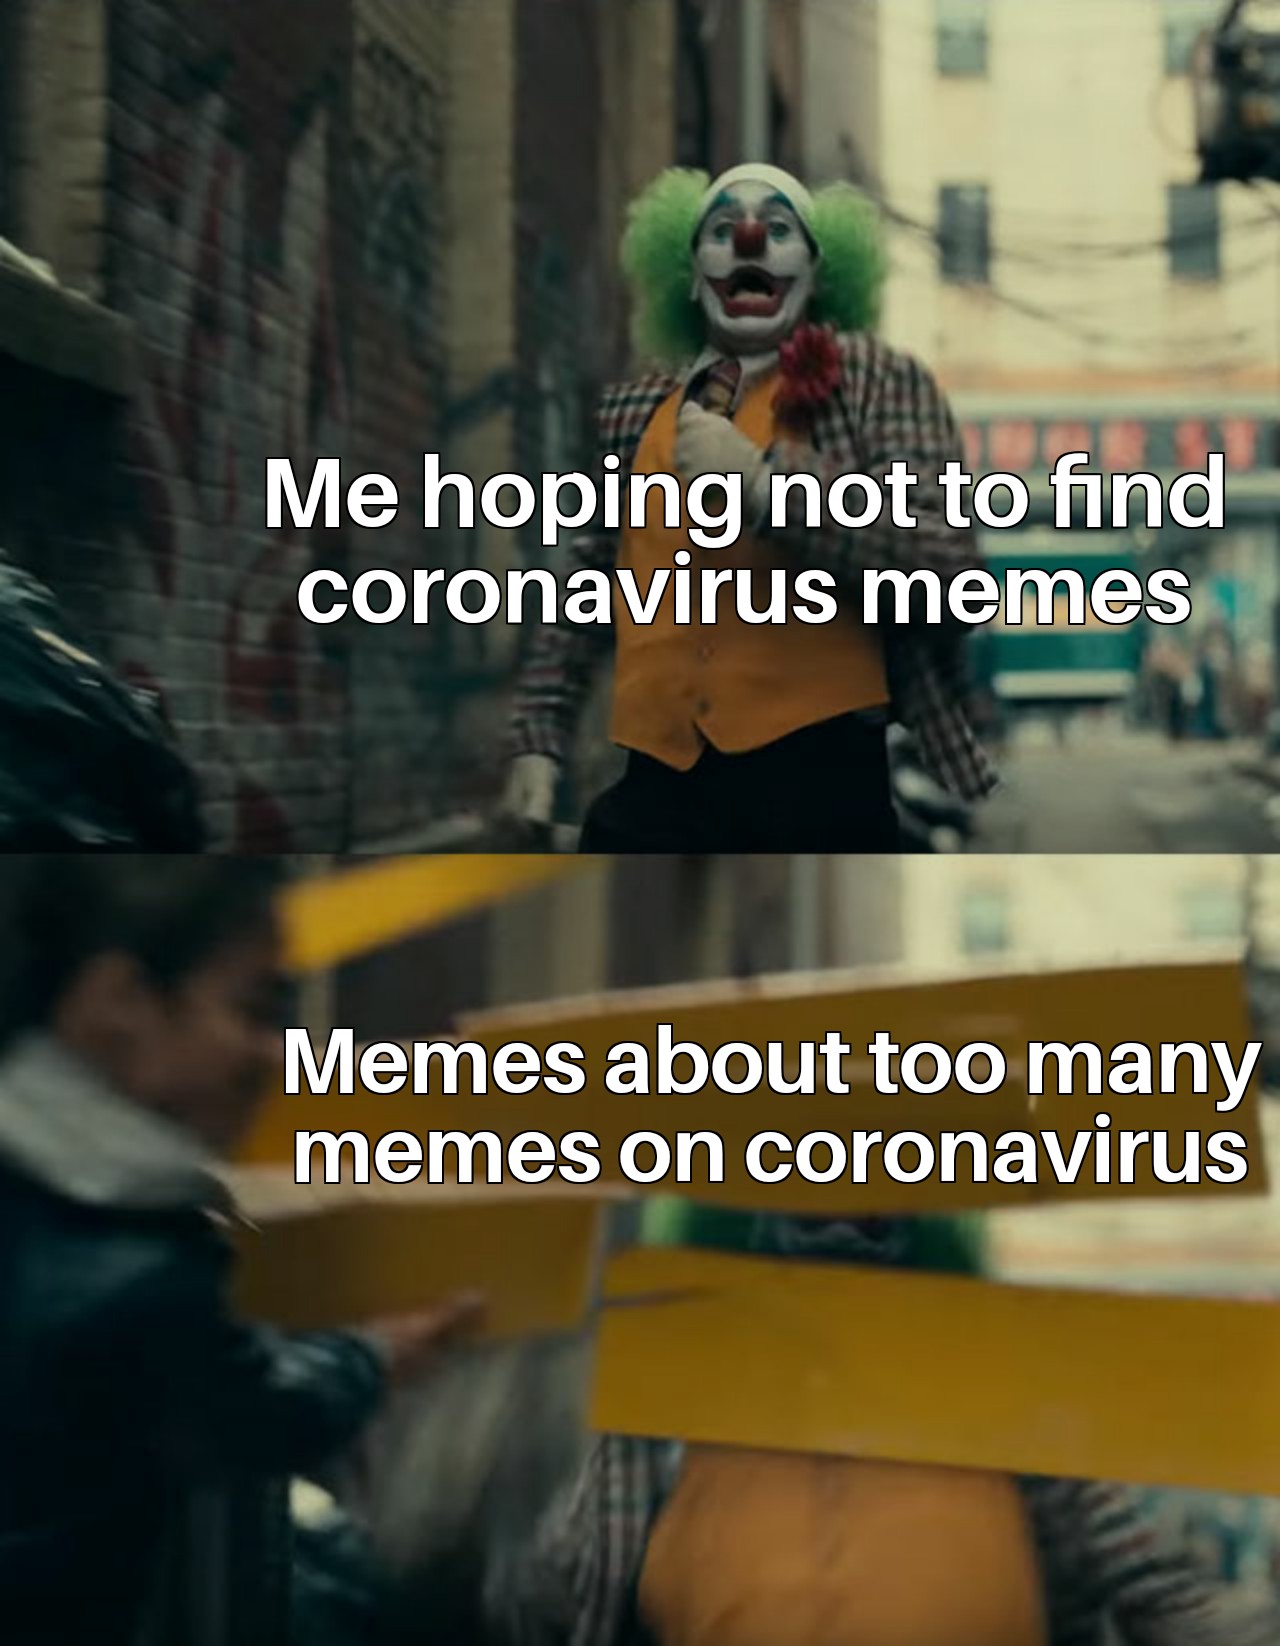 Me hoping not to find
coronavirus memes
Memes about too many
memes on coronavirus